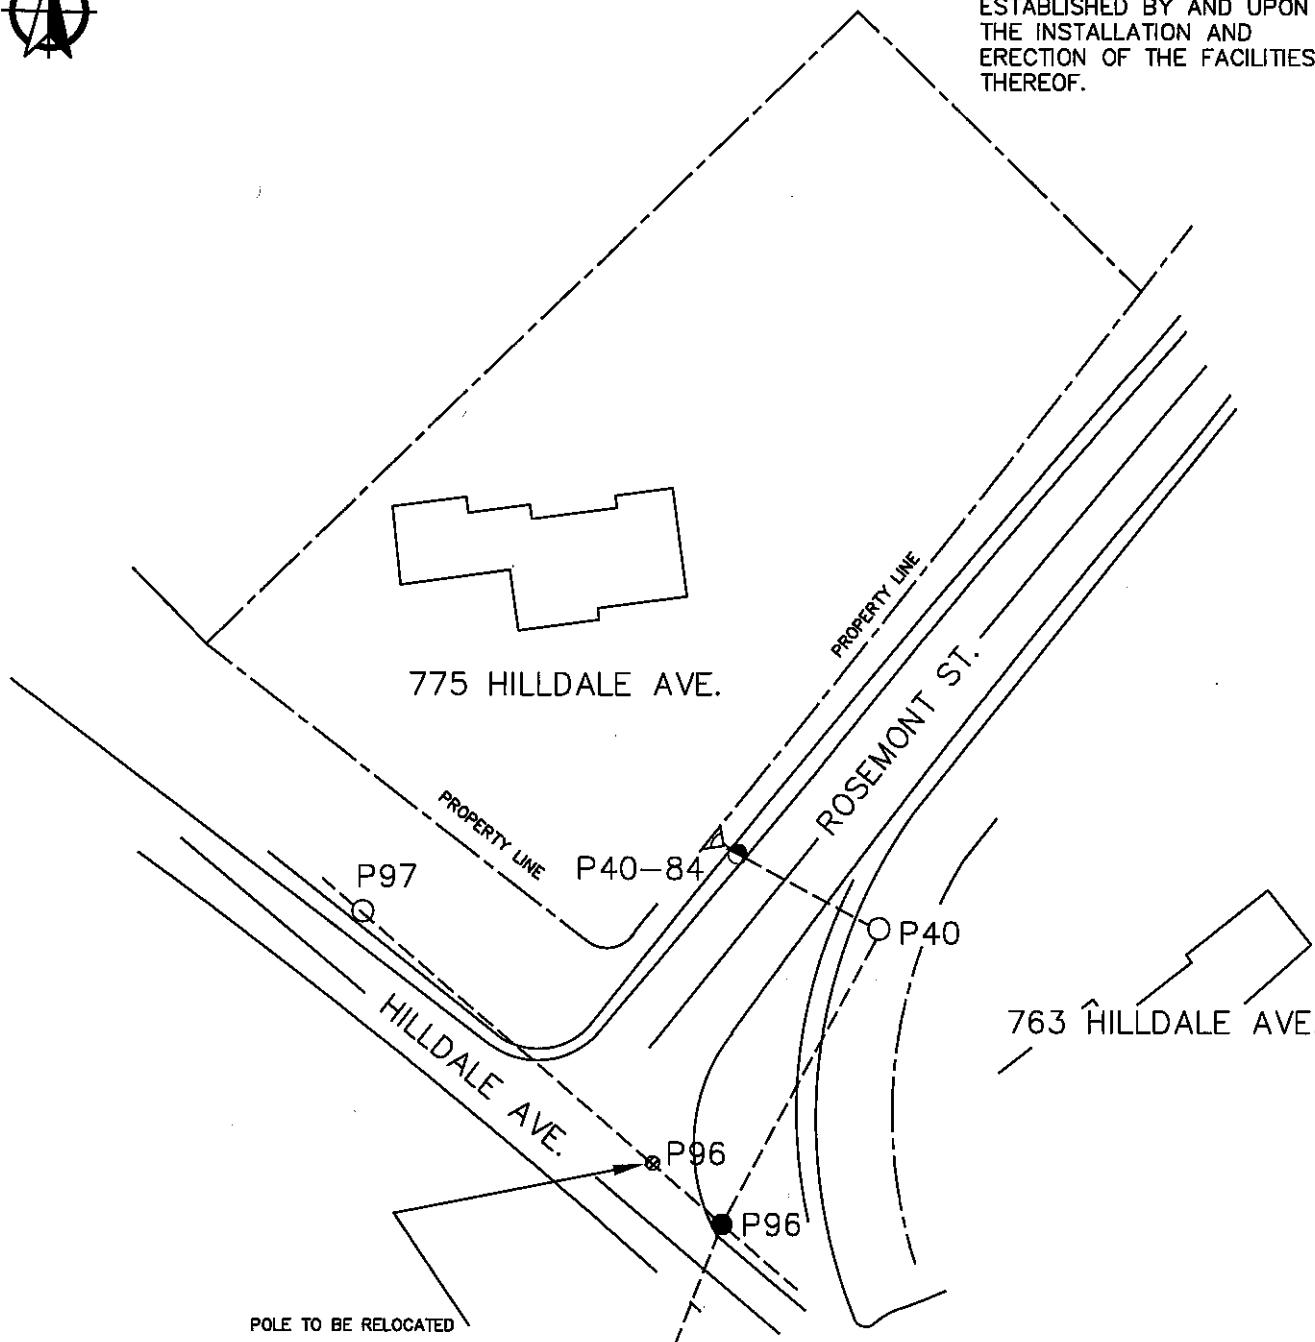 ESTABLISHED BY AND UPON
THE INSTALLATION AND
ERECTION OF THE FACILITIES
THEREOF.
PROPERTY LINE
775 HILLDALE AVE.
ROSEMONT ST.
PROPERTY LINE
P97
P40-84
P40
763 HILLDALE AVE
HILLDALE AVE.
P96
P96
POLE TO BE RELOCATED